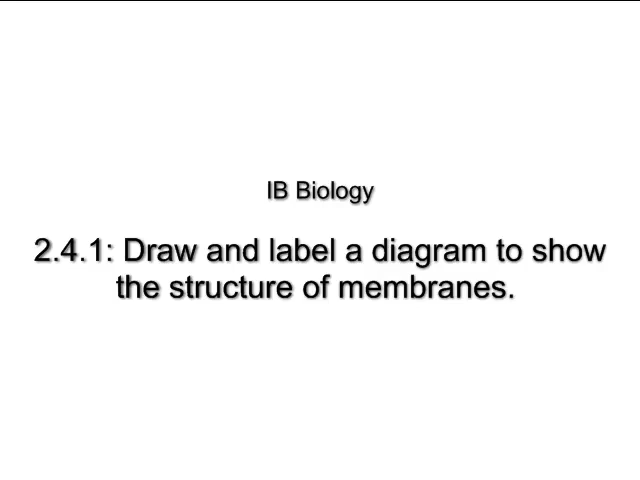 IB Biology
2.4.1: Draw and label a diagram to show
the structure of membranes.